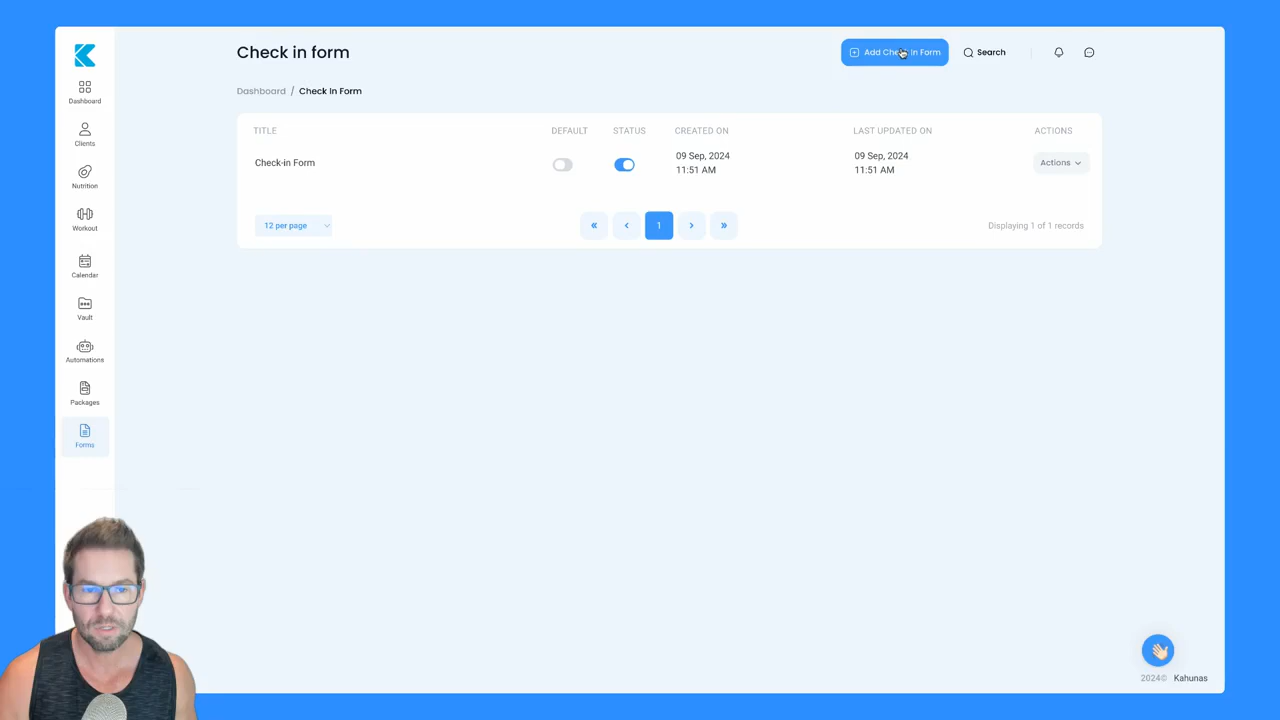 Check in form
Add Check In Form
Search
Dashboard
Clients
Nutrition
Workout
Calendar
Vault
Automations
Packages
Forms
Dashboard / Check In Form
TITLE DEFAULT STATUS CREATED ON LAST UPDATED ON ACTIONS
Check-in Form
09 Sep, 2024
11:51 AM
09 Sep, 2024
11:51 AM
Actions
12 per page
« ‹ 1 › »
Displaying 1 of 1 records
2024© Kahunas